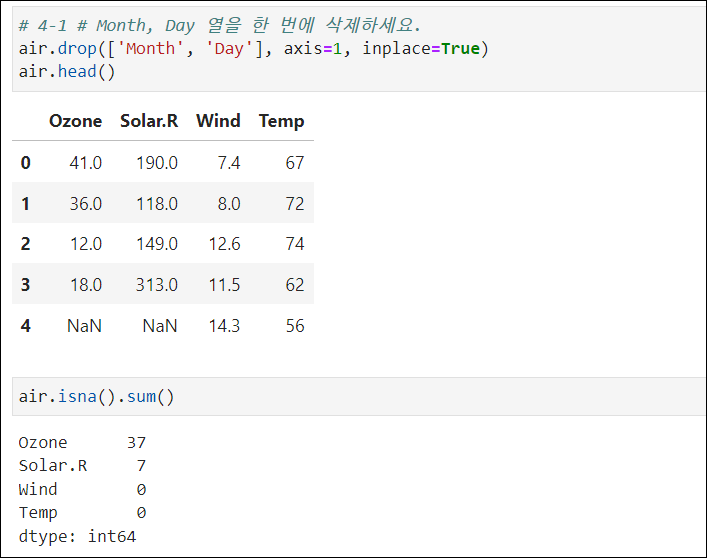 # 4-1 # Month, Day 열을 한 번에 삭제하세요.
air.drop(['Month', 'Day'], axis=1, inplace=True)
air.head()
Ozone Solar.R Wind Temp
0 41.0 190.0 7.4 67
1 36.0 118.0 8.0 72
2 12.0 149.0 12.6 74
3 18.0 313.0 11.5 62
4 NaN NaN 14.3 56
air.isna().sum()
Ozone 37
Solar.R 7
Wind 0
Temp 0
dtype: int64